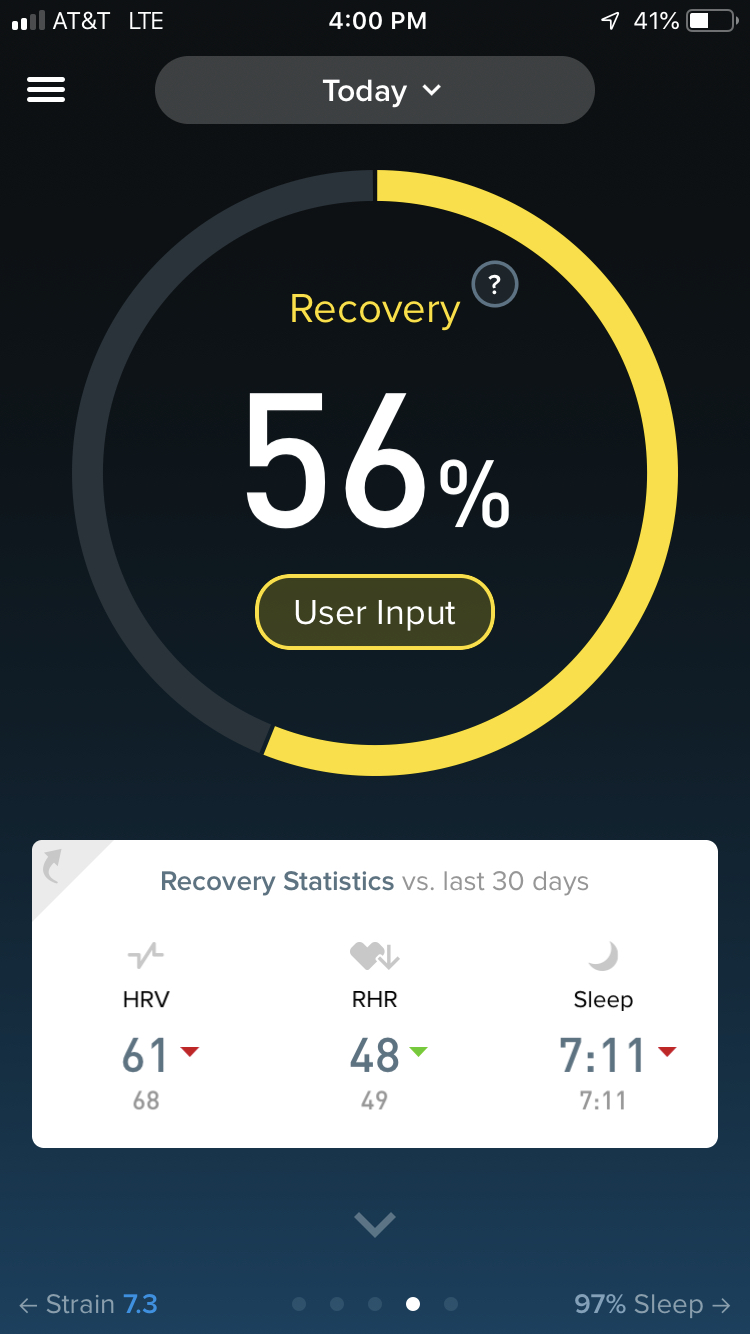 AT&T LTE 4:00 PM 41%
Today
Recovery ?
56%
User Input
Recovery Statistics vs. last 30 days
HRV RHR Sleep
61 48 7:11
68 49 7:11
← Strain 7.3 97% Sleep →